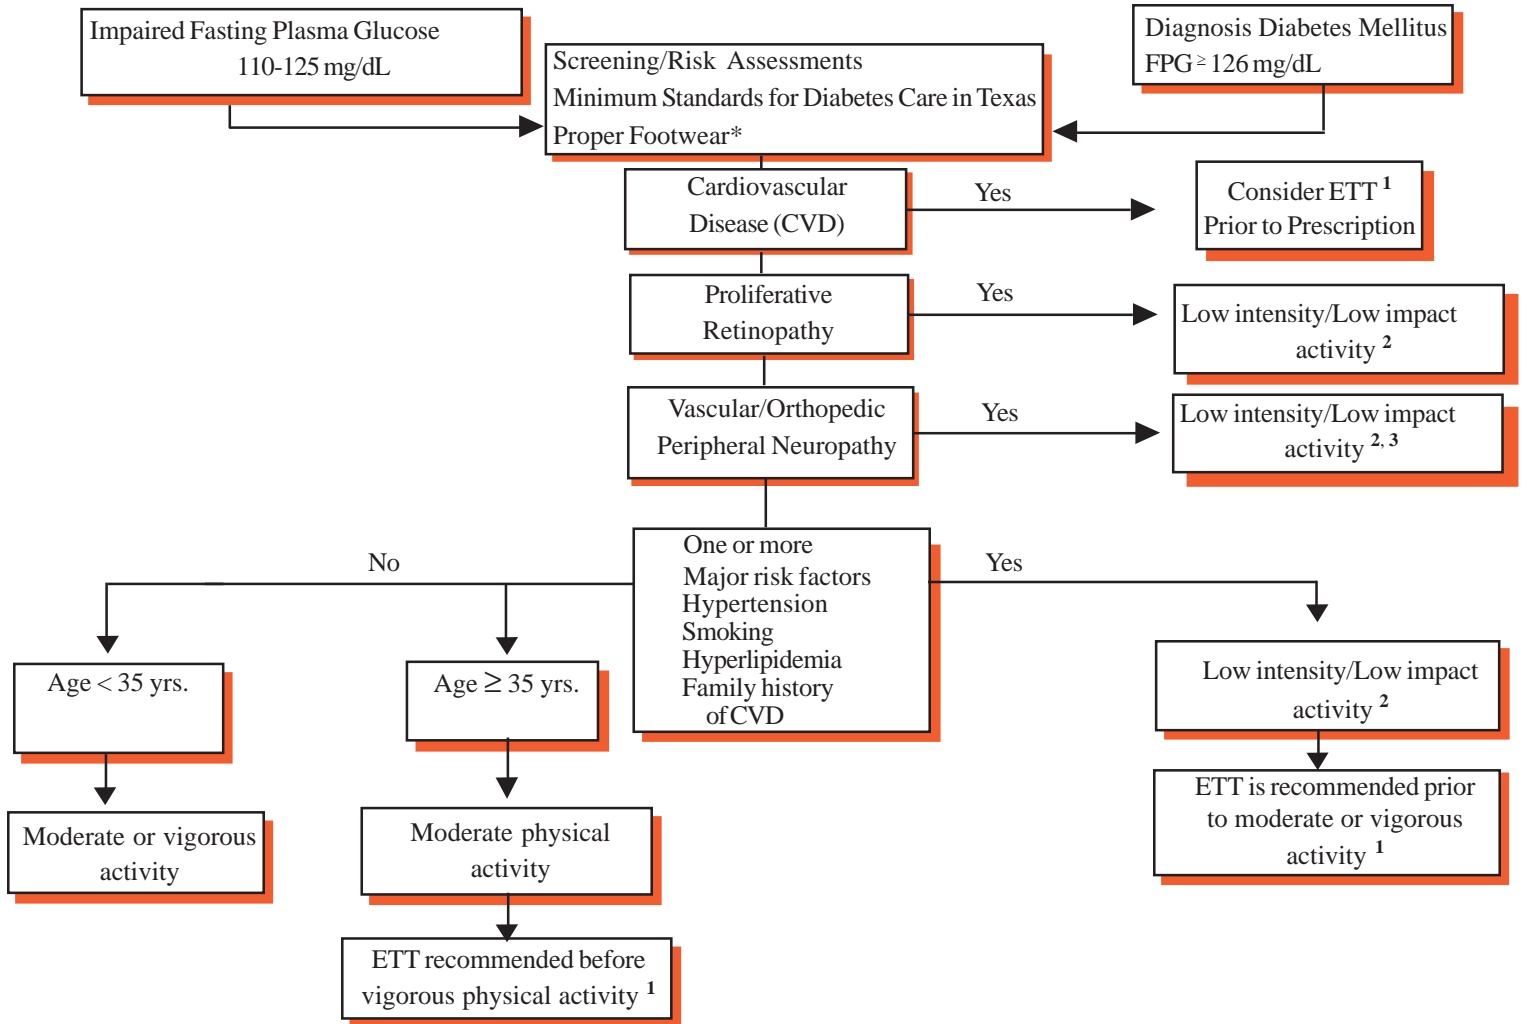 Impaired Fasting Plasma Glucose
110-125 mg/dL
Screening/Risk Assessments
Minimum Standards for Diabetes Care in Texas
Proper Footwear*
Diagnosis Diabetes Mellitus
FPG ≥ 126 mg/dL
Cardiovascular
Disease (CVD)
Yes
Consider ETT 1
Prior to Prescription
Proliferative
Retinopathy
Yes
Low intensity/Low impact
activity 2
Vascular/Orthopedic
Peripheral Neuropathy
Yes
Low intensity/Low impact
activity 2, 3
One or more
Major risk factors
Hypertension
Smoking
Hyperlipidemia
Family history
of CVD
No
Yes
Age < 35 yrs.
Age ≥ 35 yrs.
Low intensity/Low impact
activity 2
Moderate or vigorous
activity
Moderate physical
activity
ETT is recommended prior
to moderate or vigorous
activity 1
ETT recommended before
vigorous physical activity 1